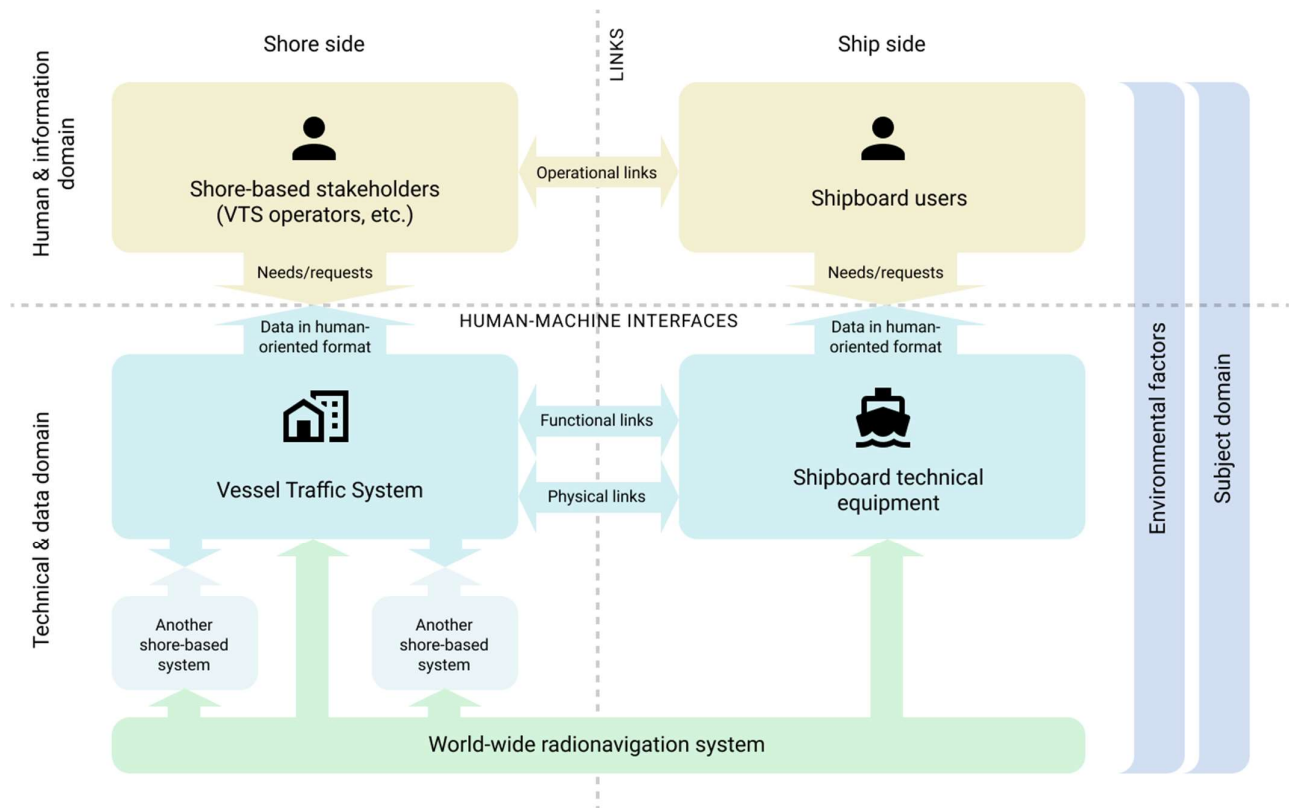 Shore side
LINKS
Ship side
Human & information
domain
Shore-based stakeholders
(VTS operators, etc.)
Operational links
Shipboard users
Needs/requests
Needs/requests
HUMAN-MACHINE INTERFACES
Data in human-
oriented format
Data in human-
oriented format
Technical & data domain
Vessel Traffic System
Functional links
Physical links
Shipboard technical
equipment
Another
shore-based
system
Another
shore-based
system
World-wide radionavigation system
Environmental factors
Subject domain